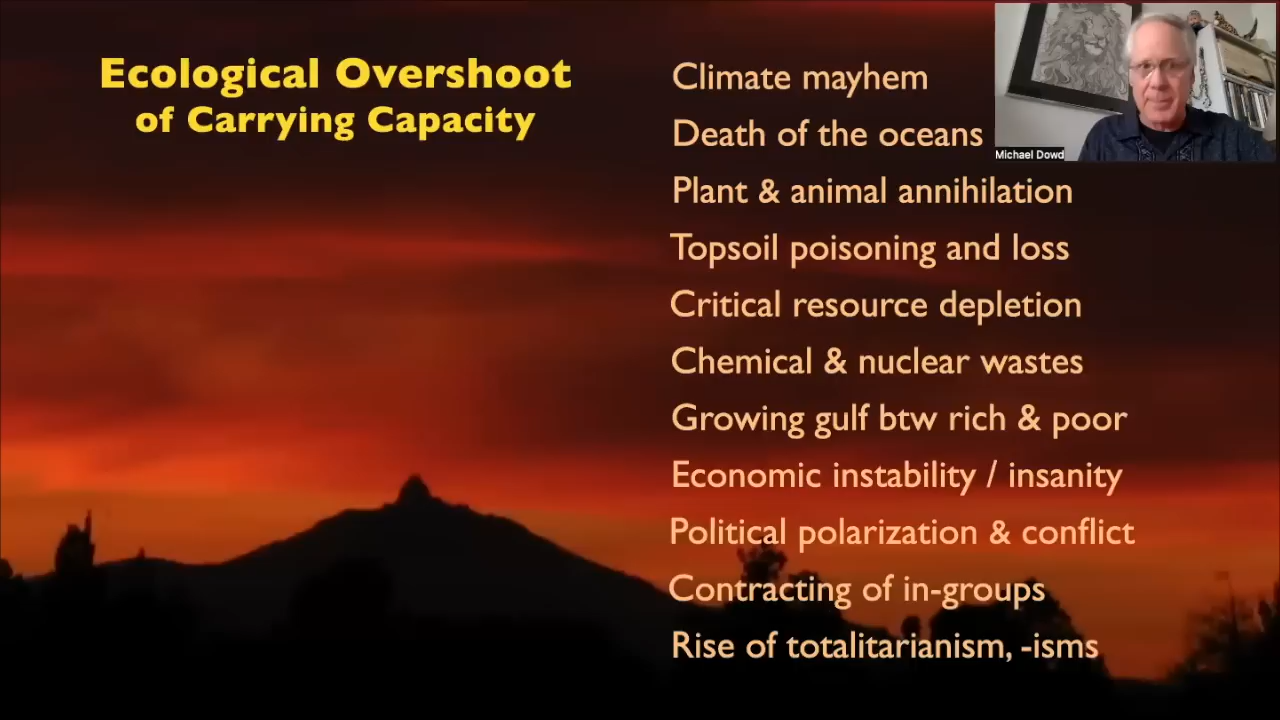 Ecological Overshoot
of Carrying Capacity
Climate mayhem
Death of the oceans
Plant & animal annihilation
Topsoil poisoning and loss
Critical resource depletion
Chemical & nuclear wastes
Growing gulf btw rich & poor
Economic instability / insanity
Political polarization & conflict
Contracting of in-groups
Rise of totalitarianism, -isms
Michael Dowd